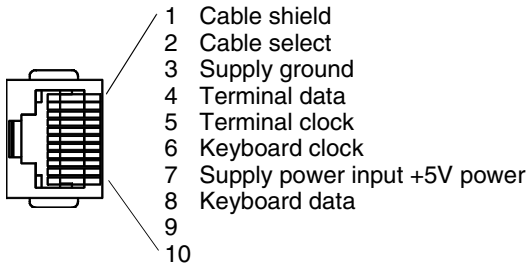 1 Cable shield
2 Cable select
3 Supply ground
4 Terminal data
5 Terminal clock
6 Keyboard clock
7 Supply power input +5V power
8 Keyboard data
9
10